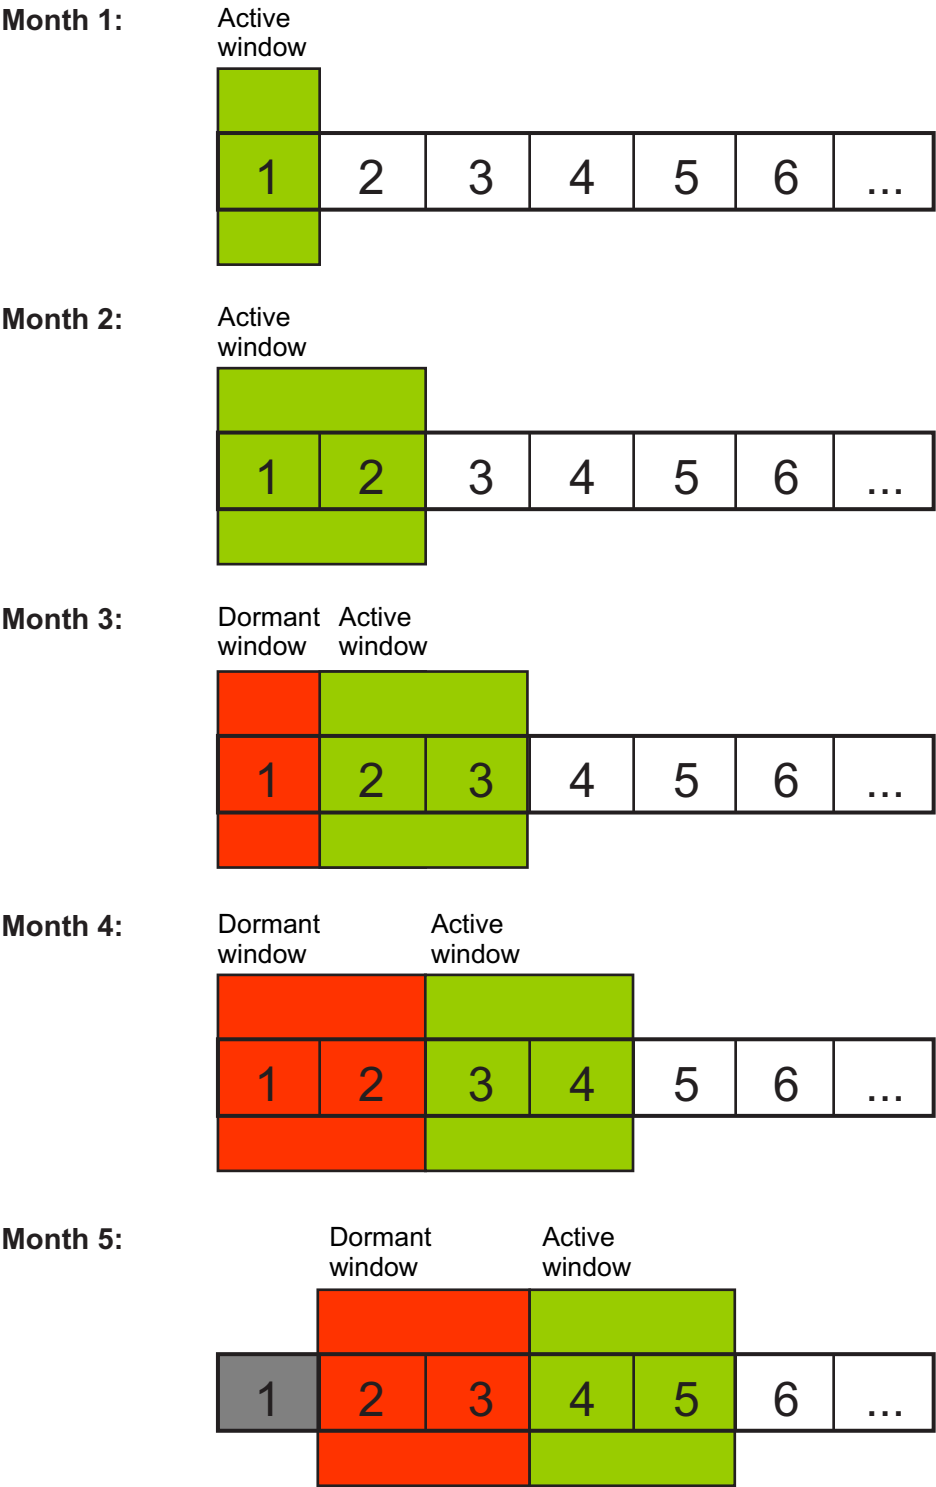 Month 1:
Active
window
1 2 3 4 5 6 ...
Month 2:
Active
window
1 2 3 4 5 6 ...
Month 3:
Dormant Active
window window
1 2 3 4 5 6 ...
Month 4:
Dormant Active
window window
1 2 3 4 5 6 ...
Month 5:
Dormant Active
window window
1 2 3 4 5 6 ...